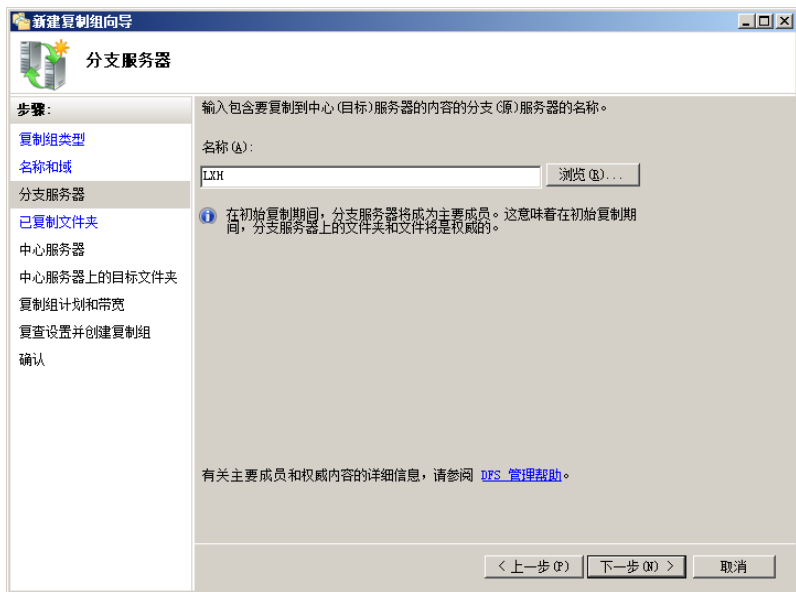 新建复制组向导
分支服务器
步骤:
复制组类型
名称和域
分支服务器
已复制文件夹
中心服务器
中心服务器上的目标文件夹
复制组计划和带宽
复查设置并创建复制组
确认
输入包含要复制到中心(目标)服务器的内容的分支(原)服务器的名称。
名称(A):
LXH
浏览(R)...
在初始复制期间，分支服务器将成为主要成员。这意味着在初始复制期
间，分支服务器上的文件夹和文件将是权威的。
有关主要成员和权威内容的详细信息，请参阅 DFS 管理帮助。
< 上一步(P)
下一步(N) >
取消